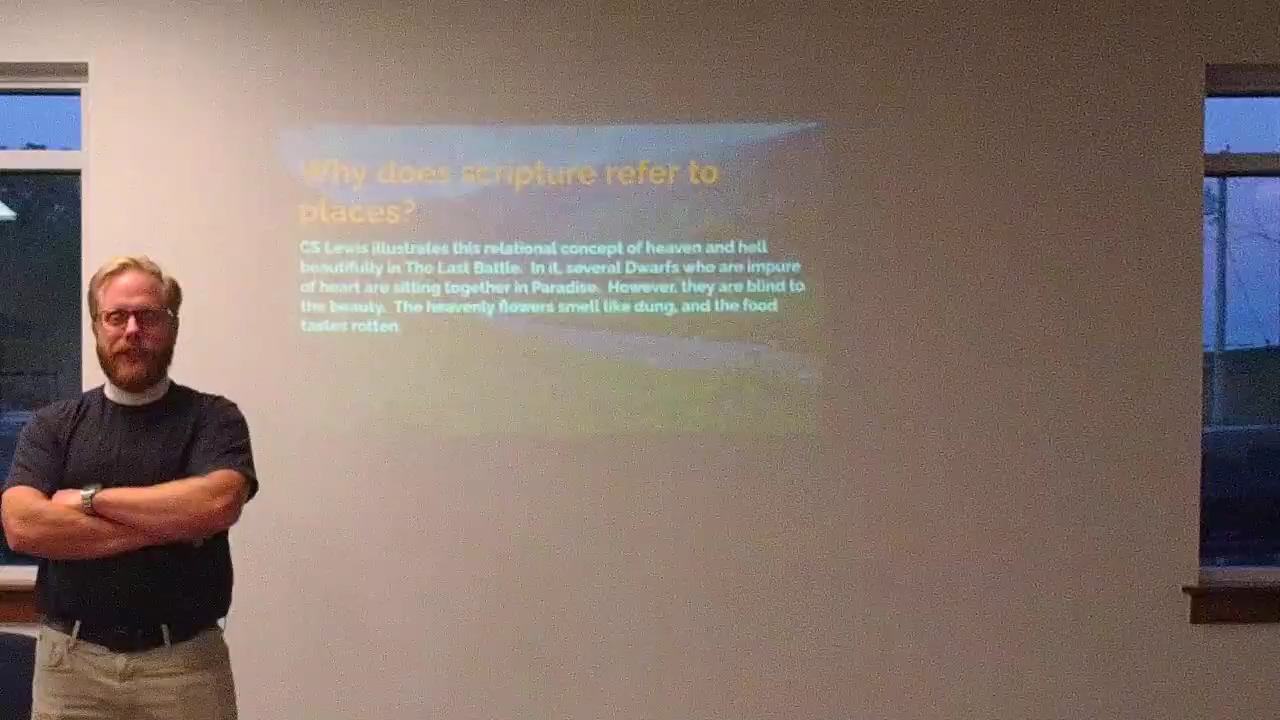 Why does scripture refer to
places?
CS Lewis illustrates this relational concept of heaven and hell
beautifully in The Last Battle. In it, several Dwarfs who are impure
of heart are sitting together in Paradise. However, they are blind to
the beauty. The heavenly flowers smell like dung, and the food
tastes rotten.